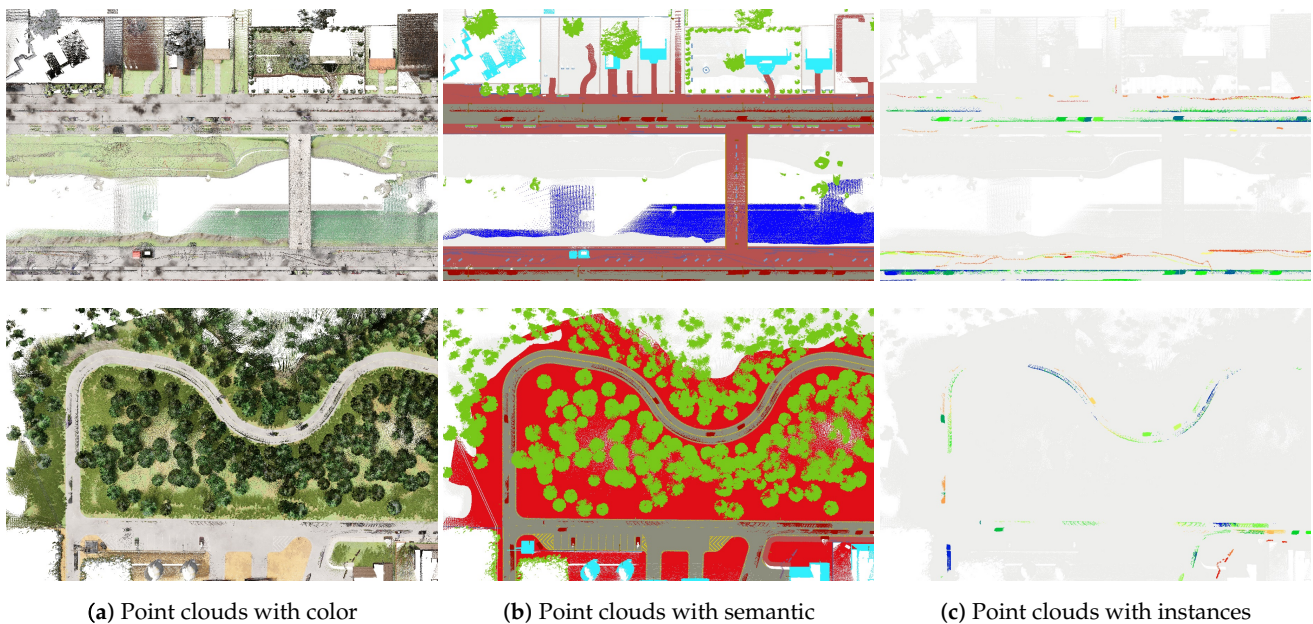 (a) Point clouds with color
(b) Point clouds with semantic
(c) Point clouds with instances